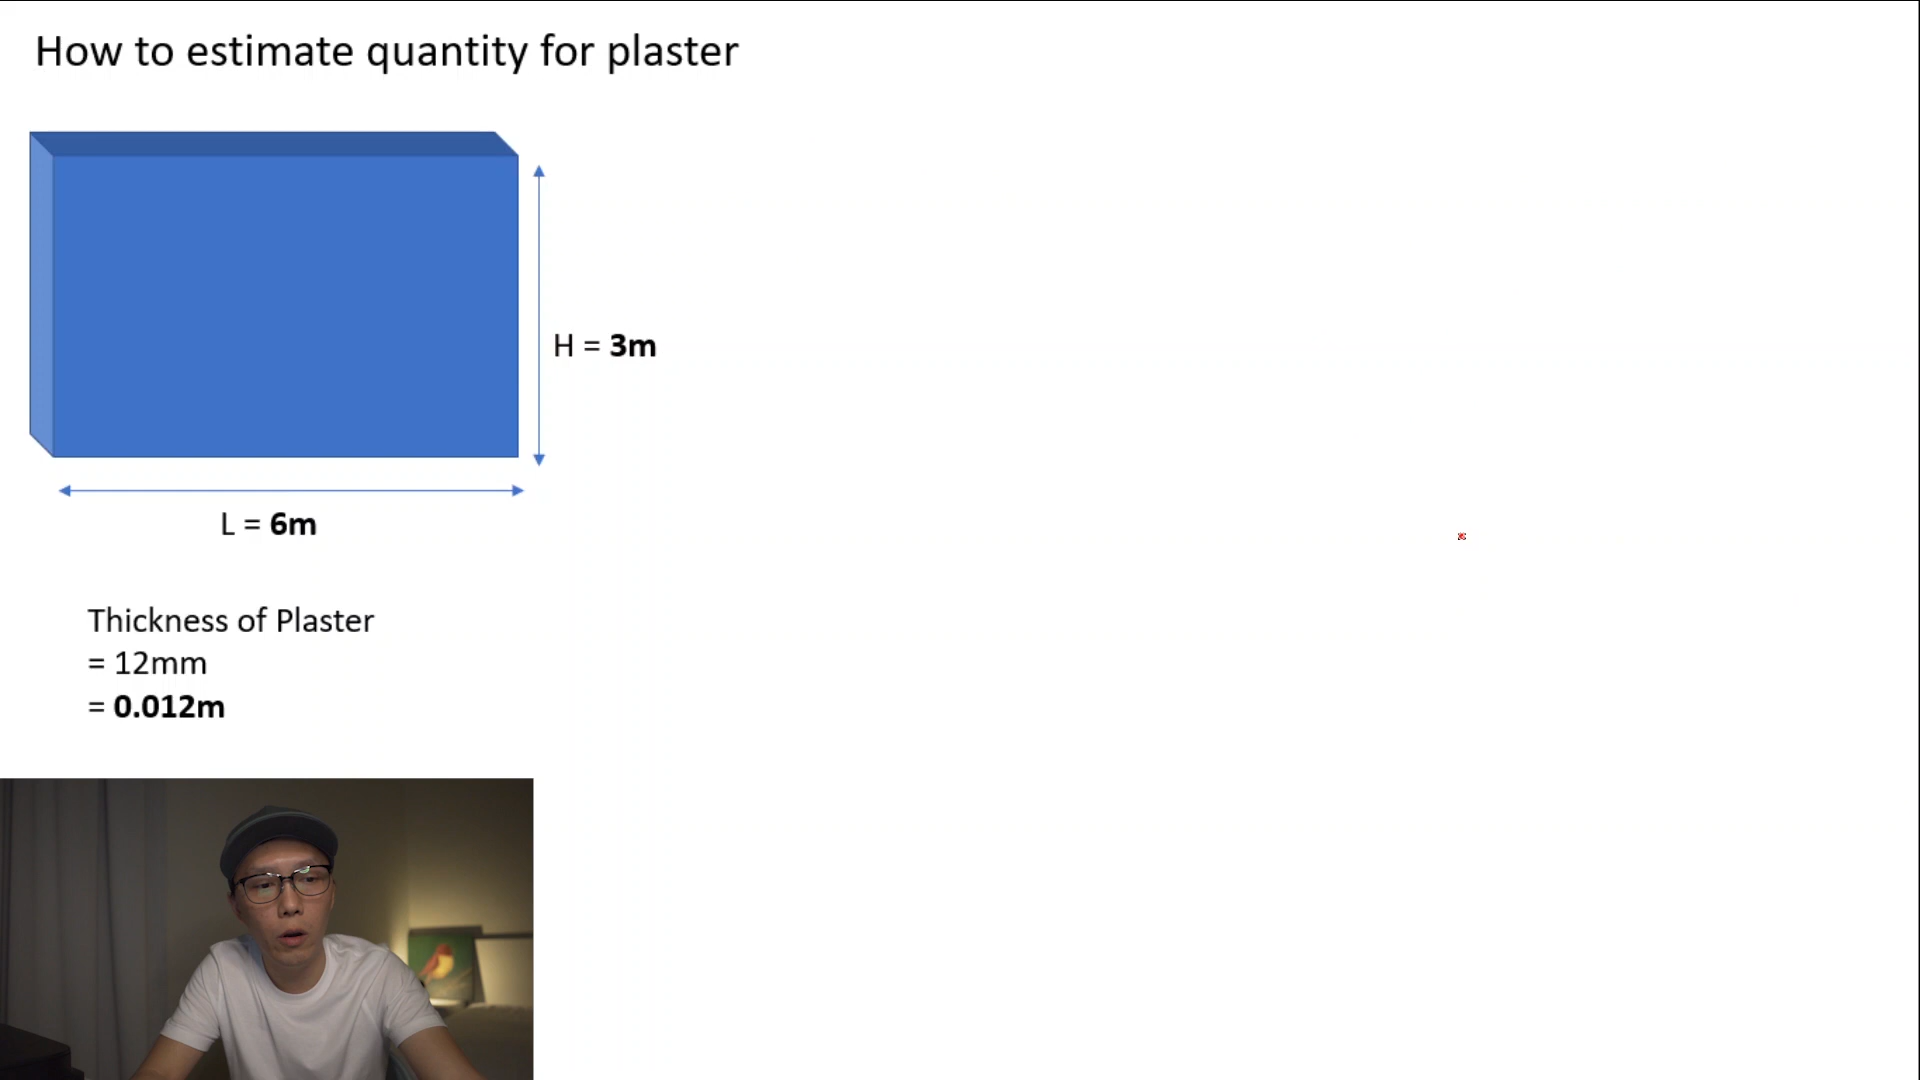 How to estimate quantity for plaster
H = 3m
L = 6m
Thickness of Plaster
= 12mm
= 0.012m